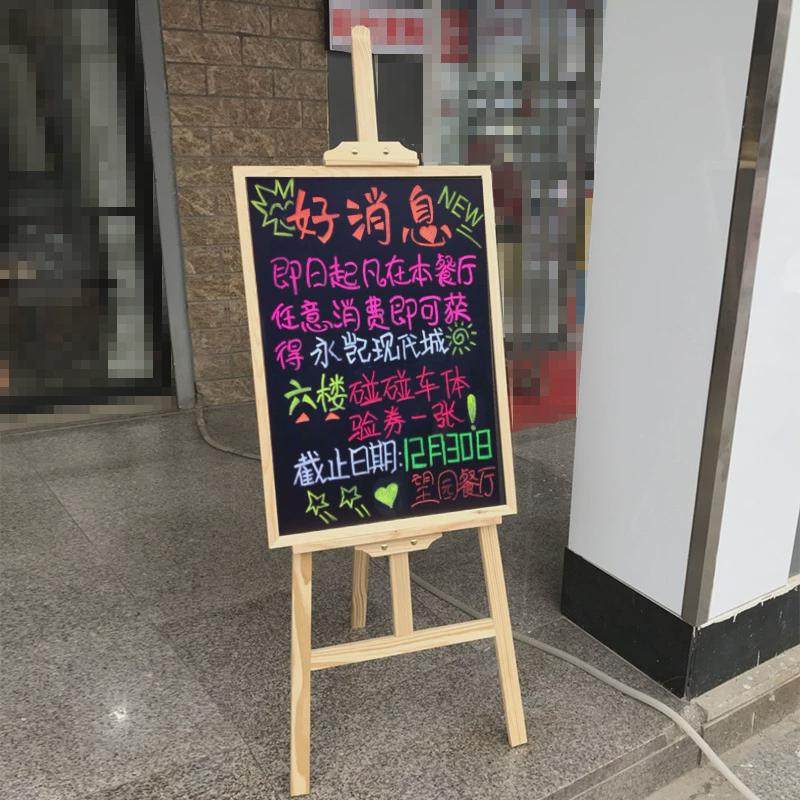 好消息 NEW
即日起凡在本餐厅
任意消费即可获
得永凯现代城
六楼碰碰车体
验券一张!
截止日期:12月30日
望园餐厅